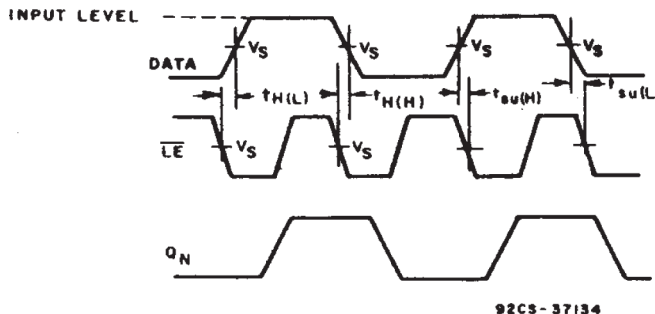 INPUT LEVEL
DATA
VS VS VS VS
tH(L) tH(H) tsu(H) tsu(L
LE
VS VS
QN
92CS-37134